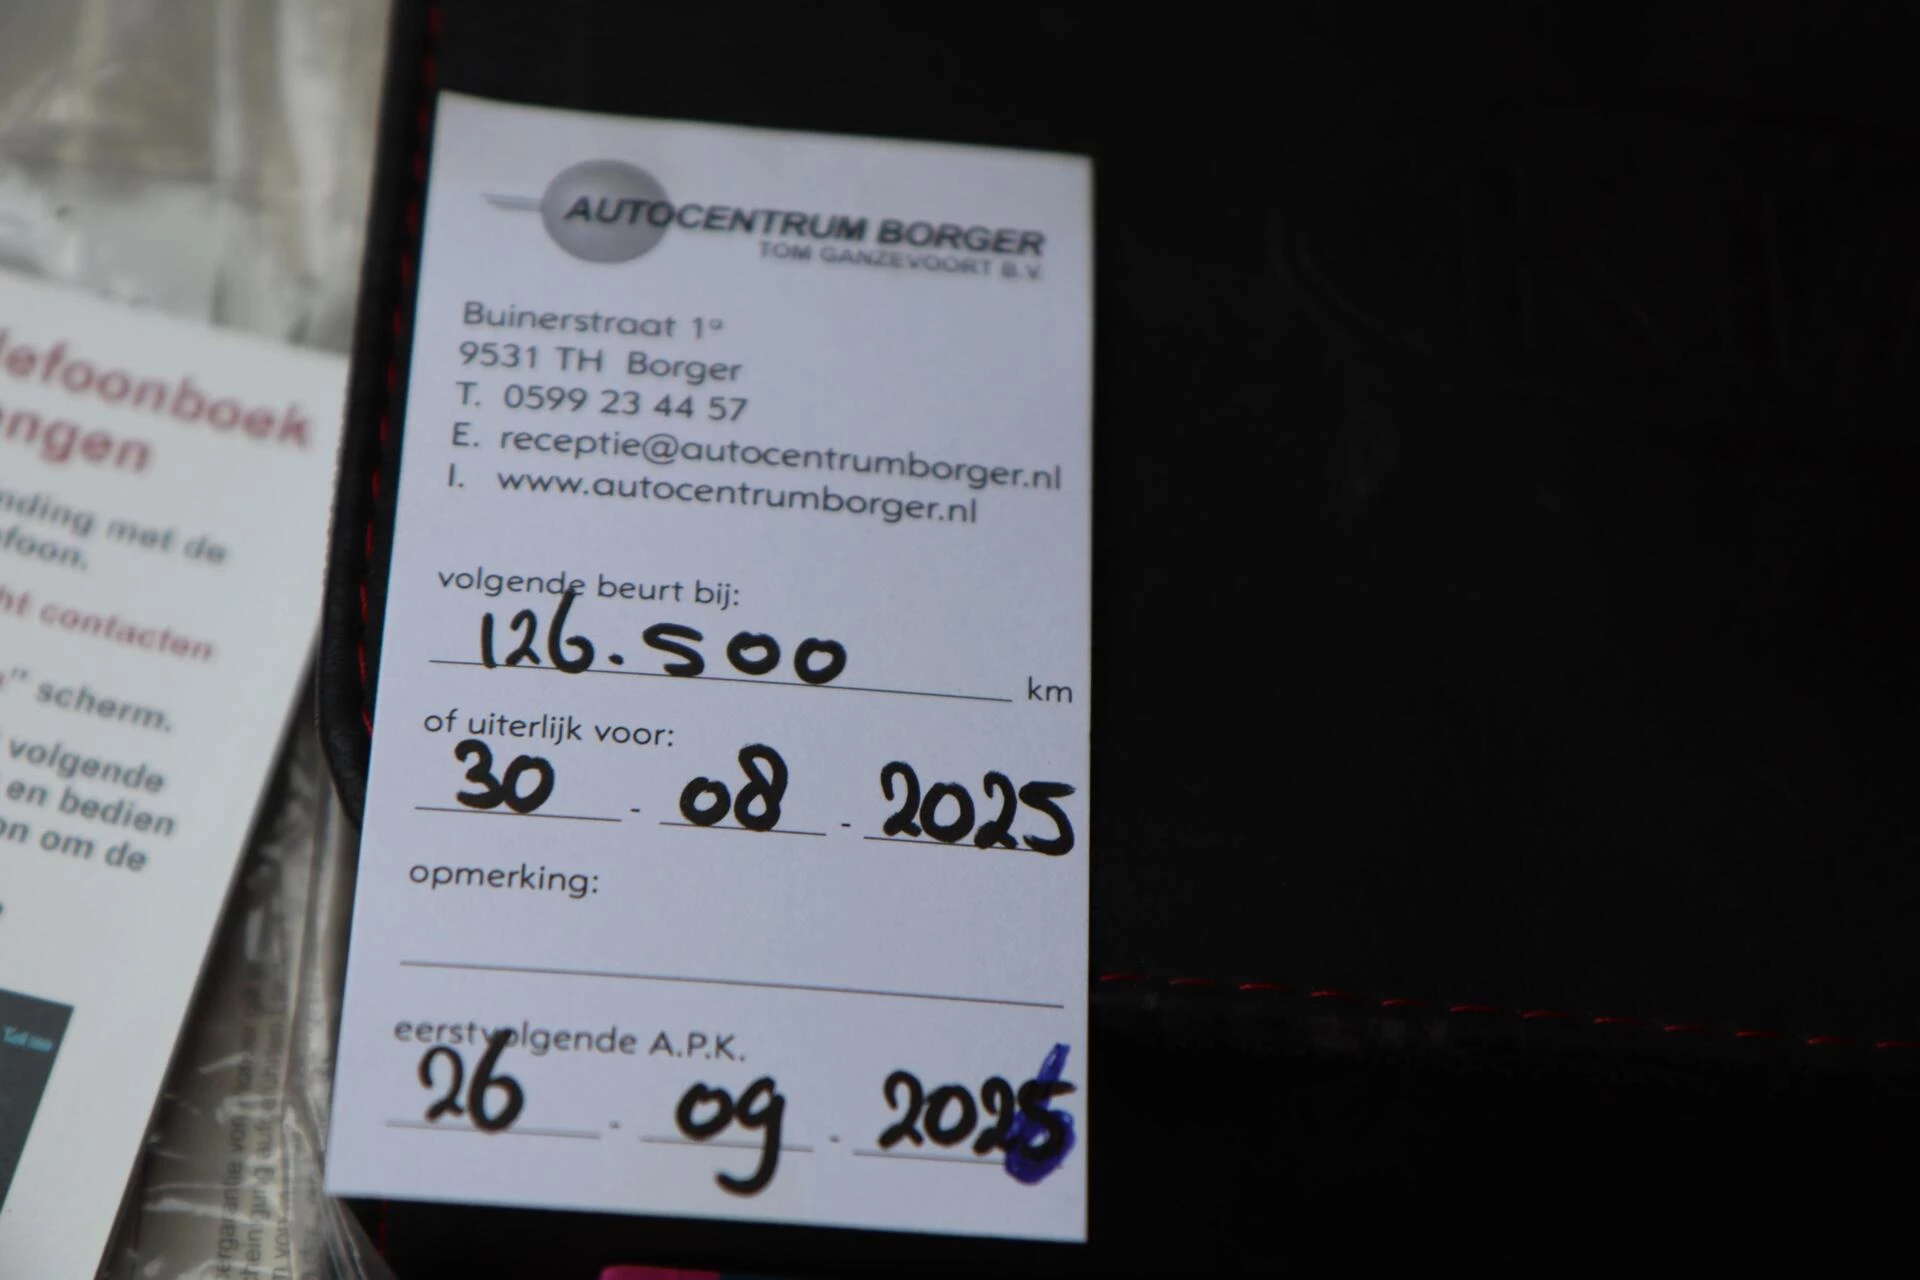 AUTOCENTRUM BORGER
TOM GANZEVOORT B.V.
Buinerstraat 1a
9531 TH Borger
T. 0599 23 44 57
E. receptie@autocentrumborger.nl
I. www.autocentrumborger.nl
volgende beurt bij:
126.500 km
of uiterlijk voor:
30 - 08 - 2025
opmerking:
eerstvolgende A.P.K.
26 - 09 - 2026
lefoonboek
engen
nding met de
efoon.
ht contacten
" scherm.
volgende
en bedien
on om de